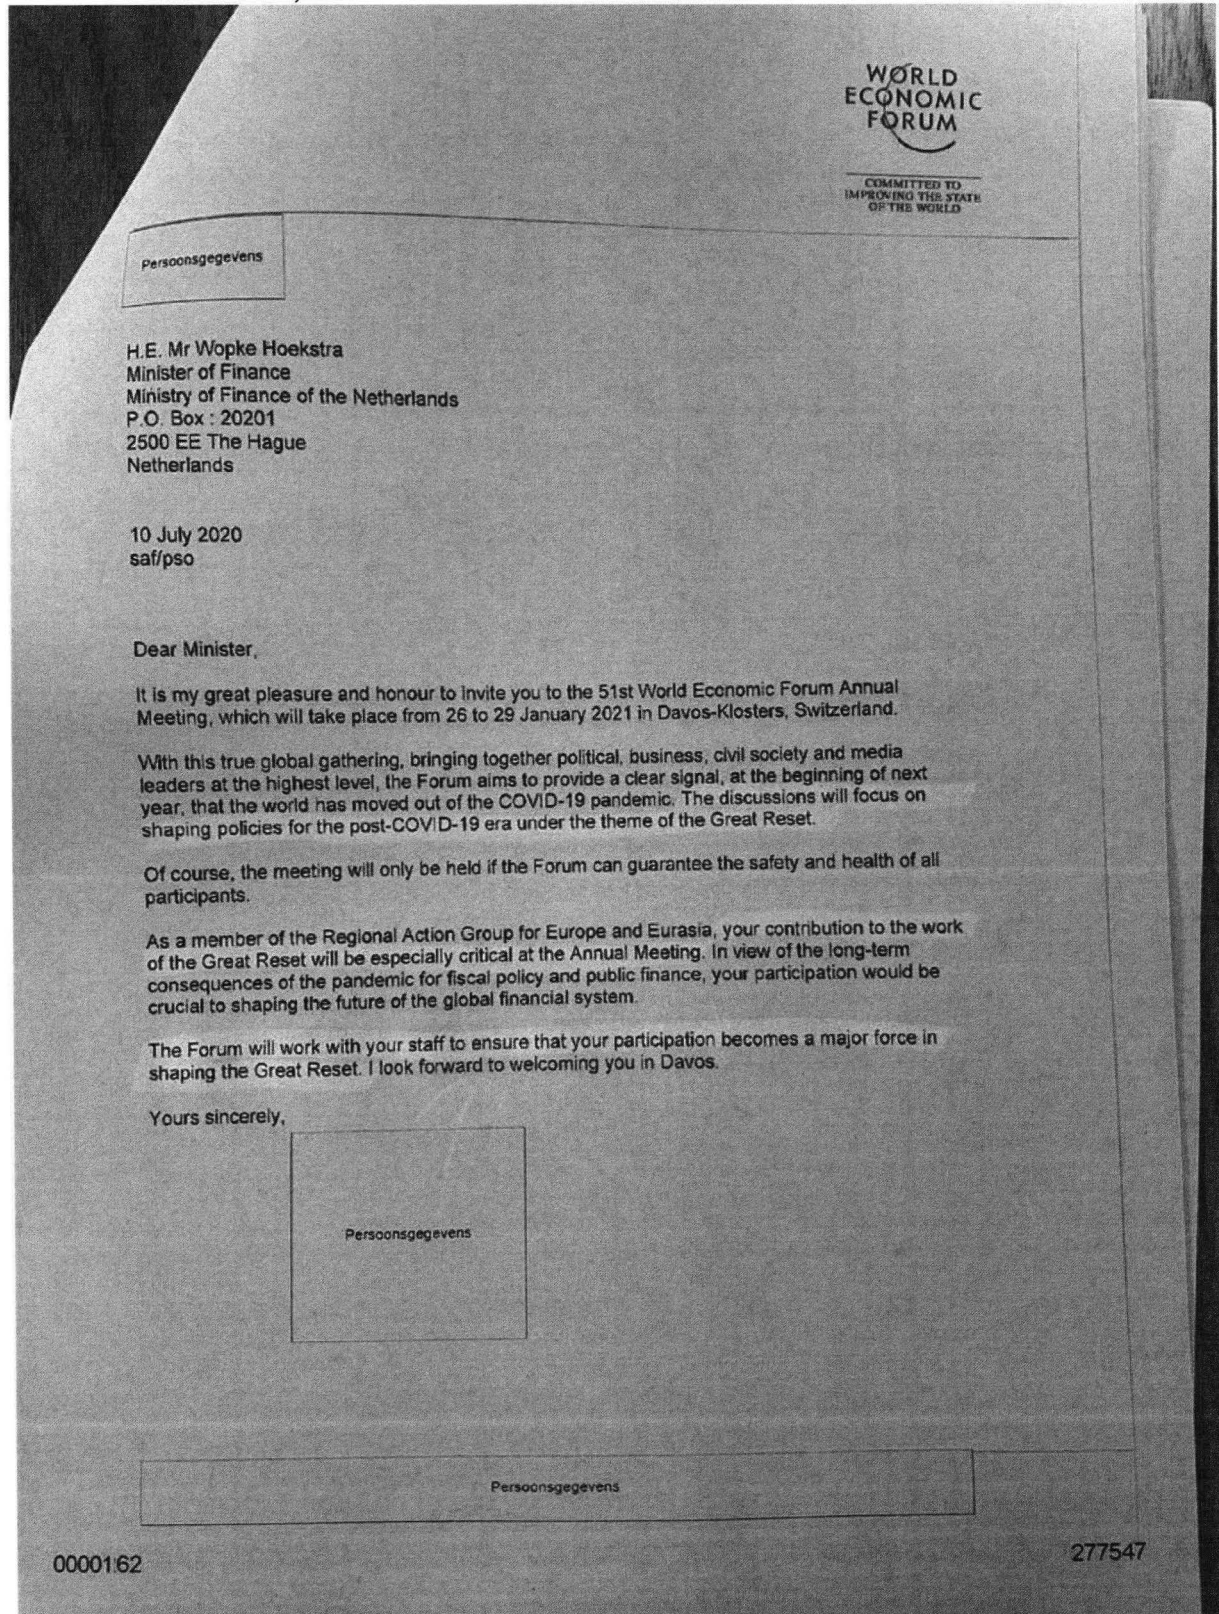 WORLD
ECONOMIC
FORUM
COMMITTED TO
IMPROVING THE STATE
OF THE WORLD
Persoonsgegevens
H.E. Mr Wopke Hoekstra
Minister of Finance
Ministry of Finance of the Netherlands
P.O. Box : 20201
2500 EE The Hague
Netherlands
10 July 2020
saf/pso
Dear Minister,
It is my great pleasure and honour to invite you to the 51st World Economic Forum Annual
Meeting, which will take place from 26 to 29 January 2021 in Davos-Klosters, Switzerland.
With this true global gathering, bringing together political, business, civil society and media
leaders at the highest level, the Forum aims to provide a clear signal, at the beginning of next
year, that the world has moved out of the COVID-19 pandemic. The discussions will focus on
shaping policies for the post-COVID-19 era under the theme of the Great Reset.
Of course, the meeting will only be held if the Forum can guarantee the safety and health of all
participants.
As a member of the Regional Action Group for Europe and Eurasia, your contribution to the work
of the Great Reset will be especially critical at the Annual Meeting. In view of the long-term
consequences of the pandemic for fiscal policy and public finance, your participation would be
crucial to shaping the future of the global financial system.
The Forum will work with your staff to ensure that your participation becomes a major force in
shaping the Great Reset. I look forward to welcoming you in Davos.
Yours sincerely,
Persoonsgegevens
Persoonsgegevens
0000162
277547